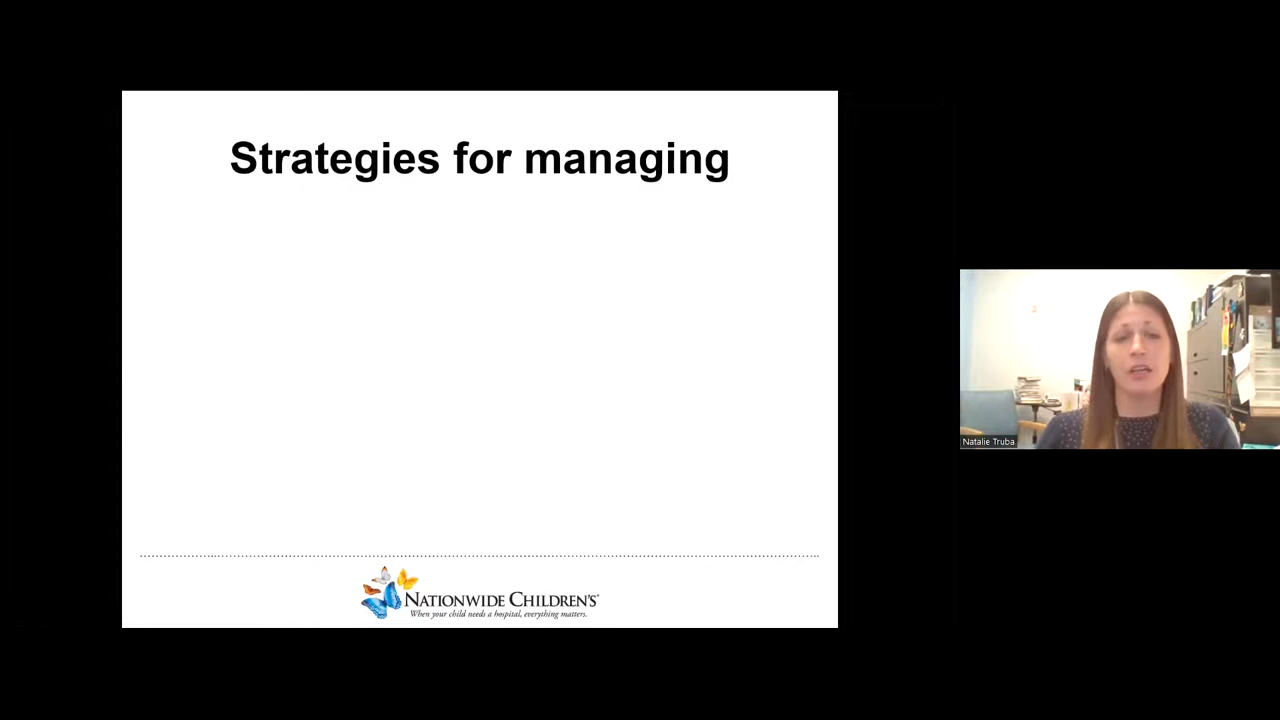 Strategies for managing
NATIONWIDE CHILDREN'S
When your child needs a hospital, everything matters.
Natalie Truba